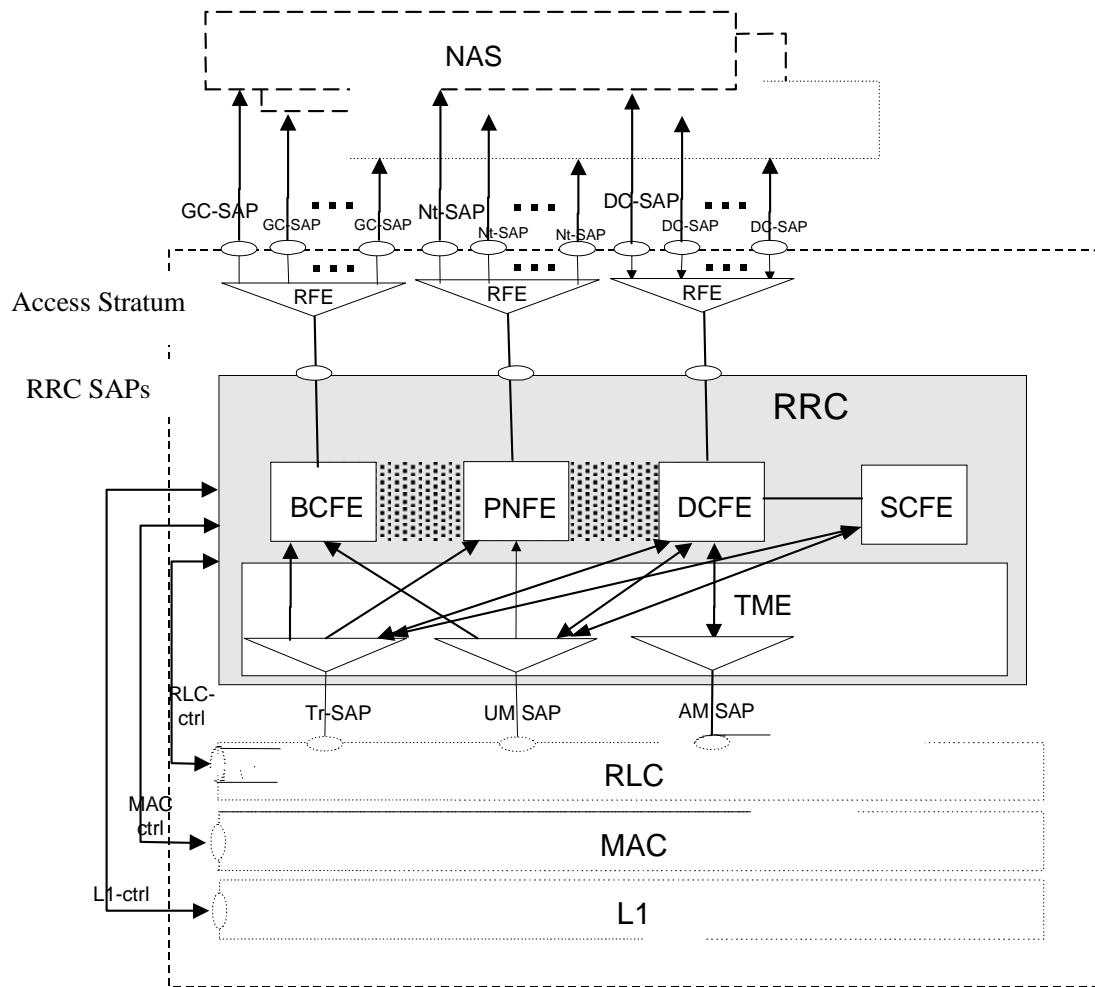 NAS
GC-SAP
GC-SAP
GC-SAP
Nt-SAP
Nt-SAP
Nt-SAP
DC-SAP
DC-SAP
DC-SAP
RFE
RFE
RFE
Access Stratum
RRC SAPs
RRC
BCFE
PNFE
DCFE
SCFE
TME
RLC-
ctrl
Tr-SAP
UM SAP
AM SAP
RLC
MAC
ctrl
MAC
L1-ctrl
L1